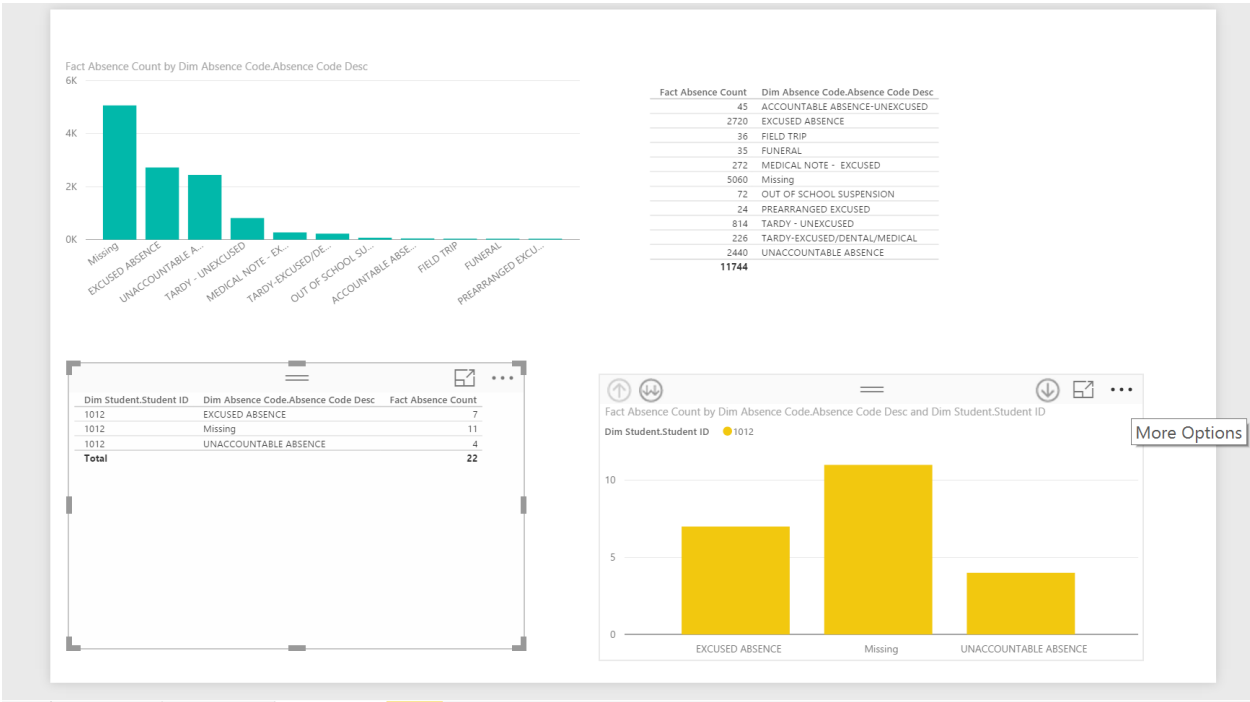 Fact Absence Count by Dim Absence Code.Absence Code Desc
6K
4K
2K
0K
Missing
EXCUSED ABSENCE
UNACCOUNTABLE A...
TARDY - UNEXCUSED
MEDICAL NOTE - EX...
TARDY-EXCUSED/DE...
OUT OF SCHOOL SU...
ACCOUNTABLE ABSE...
FIELD TRIP
FUNERAL
PREARRANGED EXCU...
Fact Absence Count Dim Absence Code.Absence Code Desc
45 ACCOUNTABLE ABSENCE-UNEXCUSED
2720 EXCUSED ABSENCE
36 FIELD TRIP
35 FUNERAL
272 MEDICAL NOTE - EXCUSED
5060 Missing
72 OUT OF SCHOOL SUSPENSION
24 PREARRANGED EXCUSED
814 TARDY - UNEXCUSED
226 TARDY-EXCUSED/DENTAL/MEDICAL
2440 UNACCOUNTABLE ABSENCE
11744
Dim Student.Student ID Dim Absence Code.Absence Code Desc Fact Absence Count
1012 EXCUSED ABSENCE 7
1012 Missing 11
1012 UNACCOUNTABLE ABSENCE 4
Total 22
Fact Absence Count by Dim Absence Code.Absence Code Desc and Dim Student.Student ID
Dim Student.Student ID 1012
More Options
10
5
0
EXCUSED ABSENCE Missing UNACCOUNTABLE ABSENCE